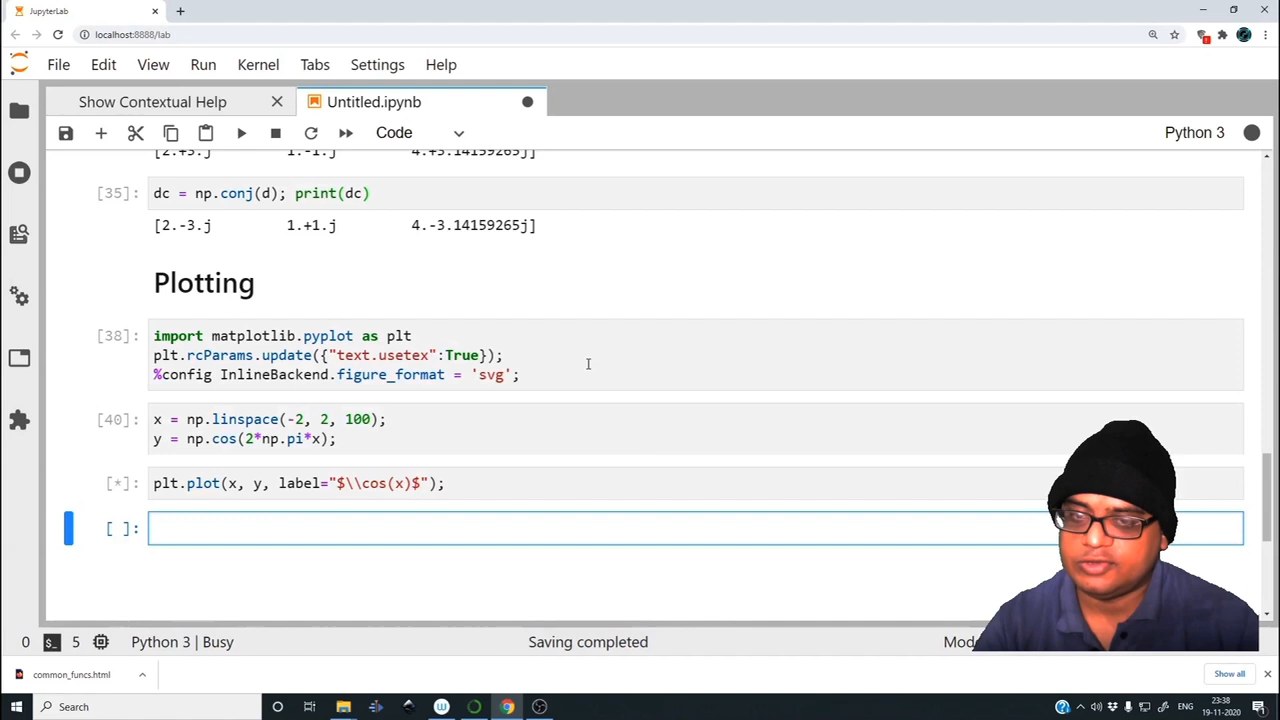 JupyterLab
localhost:8888/lab
File Edit View Run Kernel Tabs Settings Help
Show Contextual Help
Untitled.ipynb
Code
Python 3
[2.+3.j 1.-1.j 4.+3.14159265j]
[35]: dc = np.conj(d); print(dc)
[2.-3.j 1.+1.j 4.-3.14159265j]
Plotting
[38]: import matplotlib.pyplot as plt
plt.rcParams.update({"text.usetex":True});
%config InlineBackend.figure_format = 'svg';
[40]: x = np.linspace(-2, 2, 100);
y = np.cos(2*np.pi*x);
[*]: plt.plot(x, y, label="$\\cos(x)$");
[ ]:
0 5 Python 3 | Busy Saving completed
common_funcs.html
Show all
Search
ENG
23:38
19-11-2020